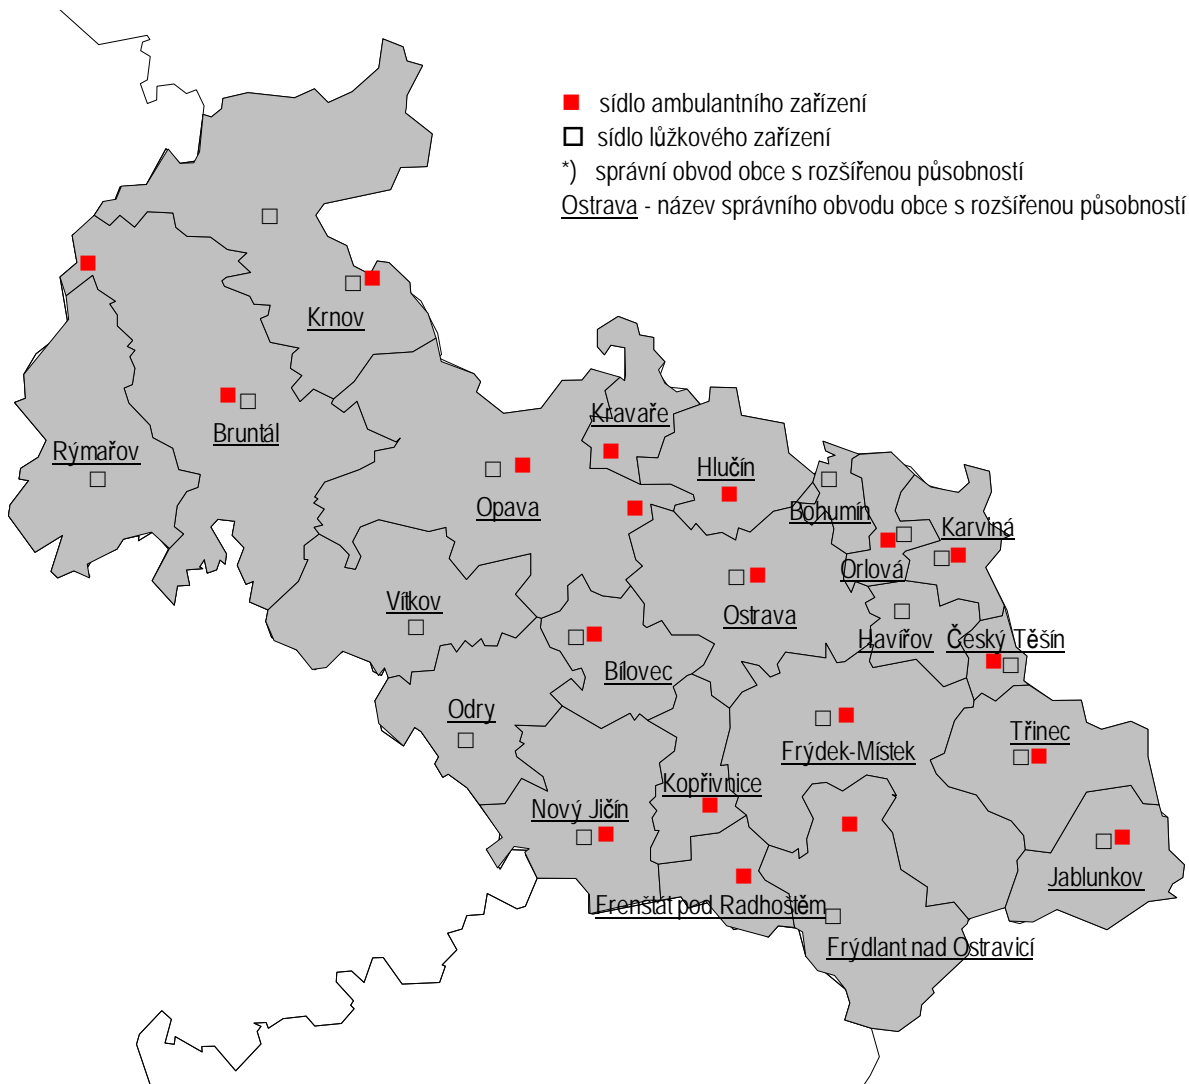 sídlo ambulantního zařízení
sídlo lůžkového zařízení
*) správní obvod obce s rozšířenou působností
Ostrava - název správního obvodu obce s rozšířenou působností
Krnov
Kravaře
Bruntál
Rýmařov
Hlučín
Opava
Bohumín
Karviná
Orlová
Vítkov
Ostrava
Havířov
Český Těšín
Bílovec
Odry
Třinec
Frýdek-Místek
Kopřivnice
Nový Jičín
Jablunkov
Frenštát pod Radhoštěm
Frýdlant nad Ostravicí